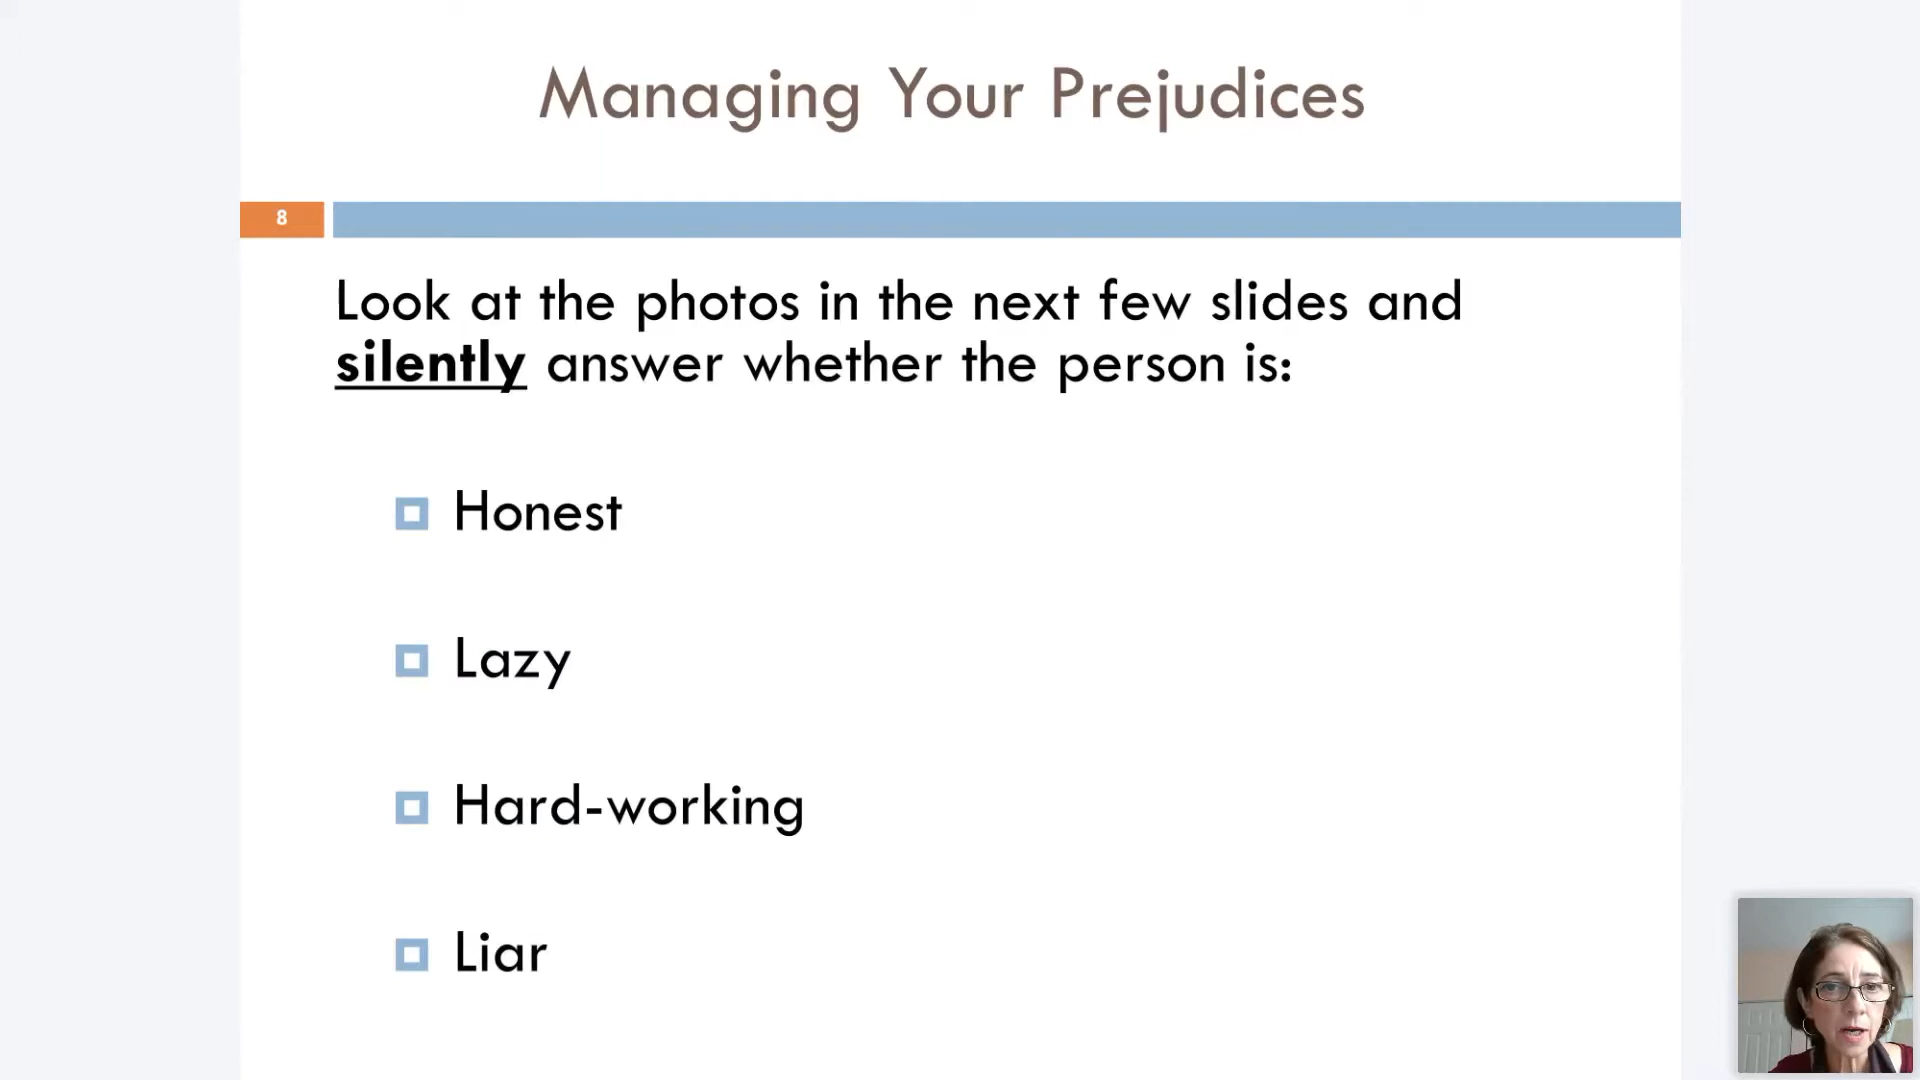 Managing Your Prejudices
8
Look at the photos in the next few slides and
silently answer whether the person is:
Honest
Lazy
Hard-working
Liar